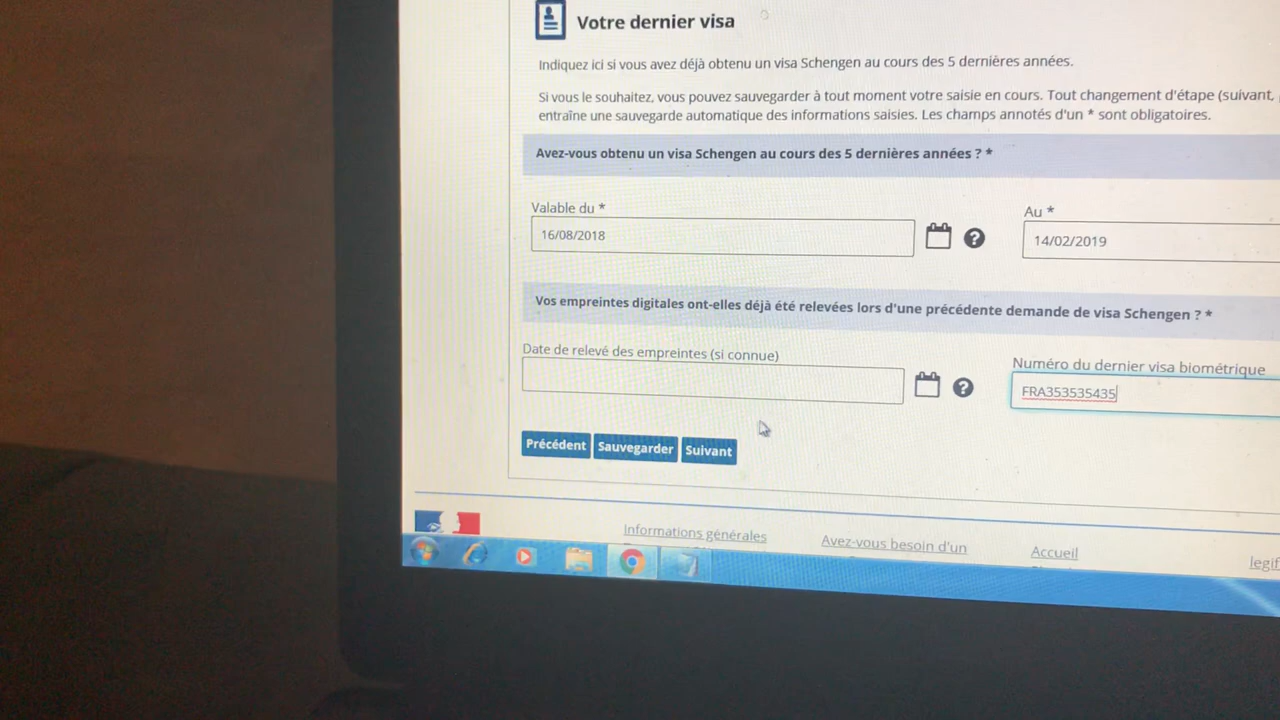 Votre dernier visa
Indiquez ici si vous avez déjà obtenu un visa Schengen au cours des 5 dernières années.
Si vous le souhaitez, vous pouvez sauvegarder à tout moment votre saisie en cours. Tout changement d'étape (suivant,
entraîne une sauvegarde automatique des informations saisies. Les champs annotés d'un * sont obligatoires.
Avez-vous obtenu un visa Schengen au cours des 5 dernières années ? *
Valable du * Au *
16/08/2018 14/02/2019
Vos empreintes digitales ont-elles déjà été relevées lors d'une précédente demande de visa Schengen ? *
Date de relevé des empreintes (si connue) Numéro du dernier visa biométrique
FRA353535435
Précédent Sauvegarder Suivant
Informations générales Avez-vous besoin d'un Accueil legif